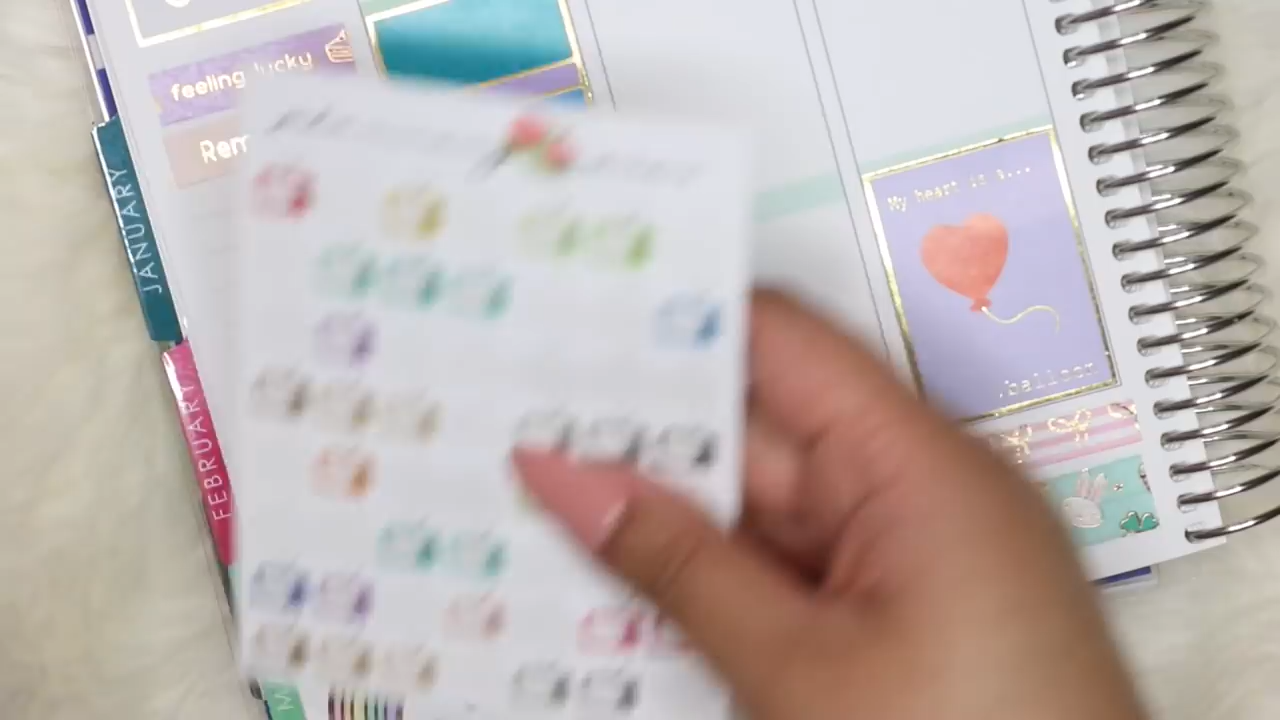 feeling lucky
Rem
JANUARY
FEBRUARY
My heart is a...
balloon
M